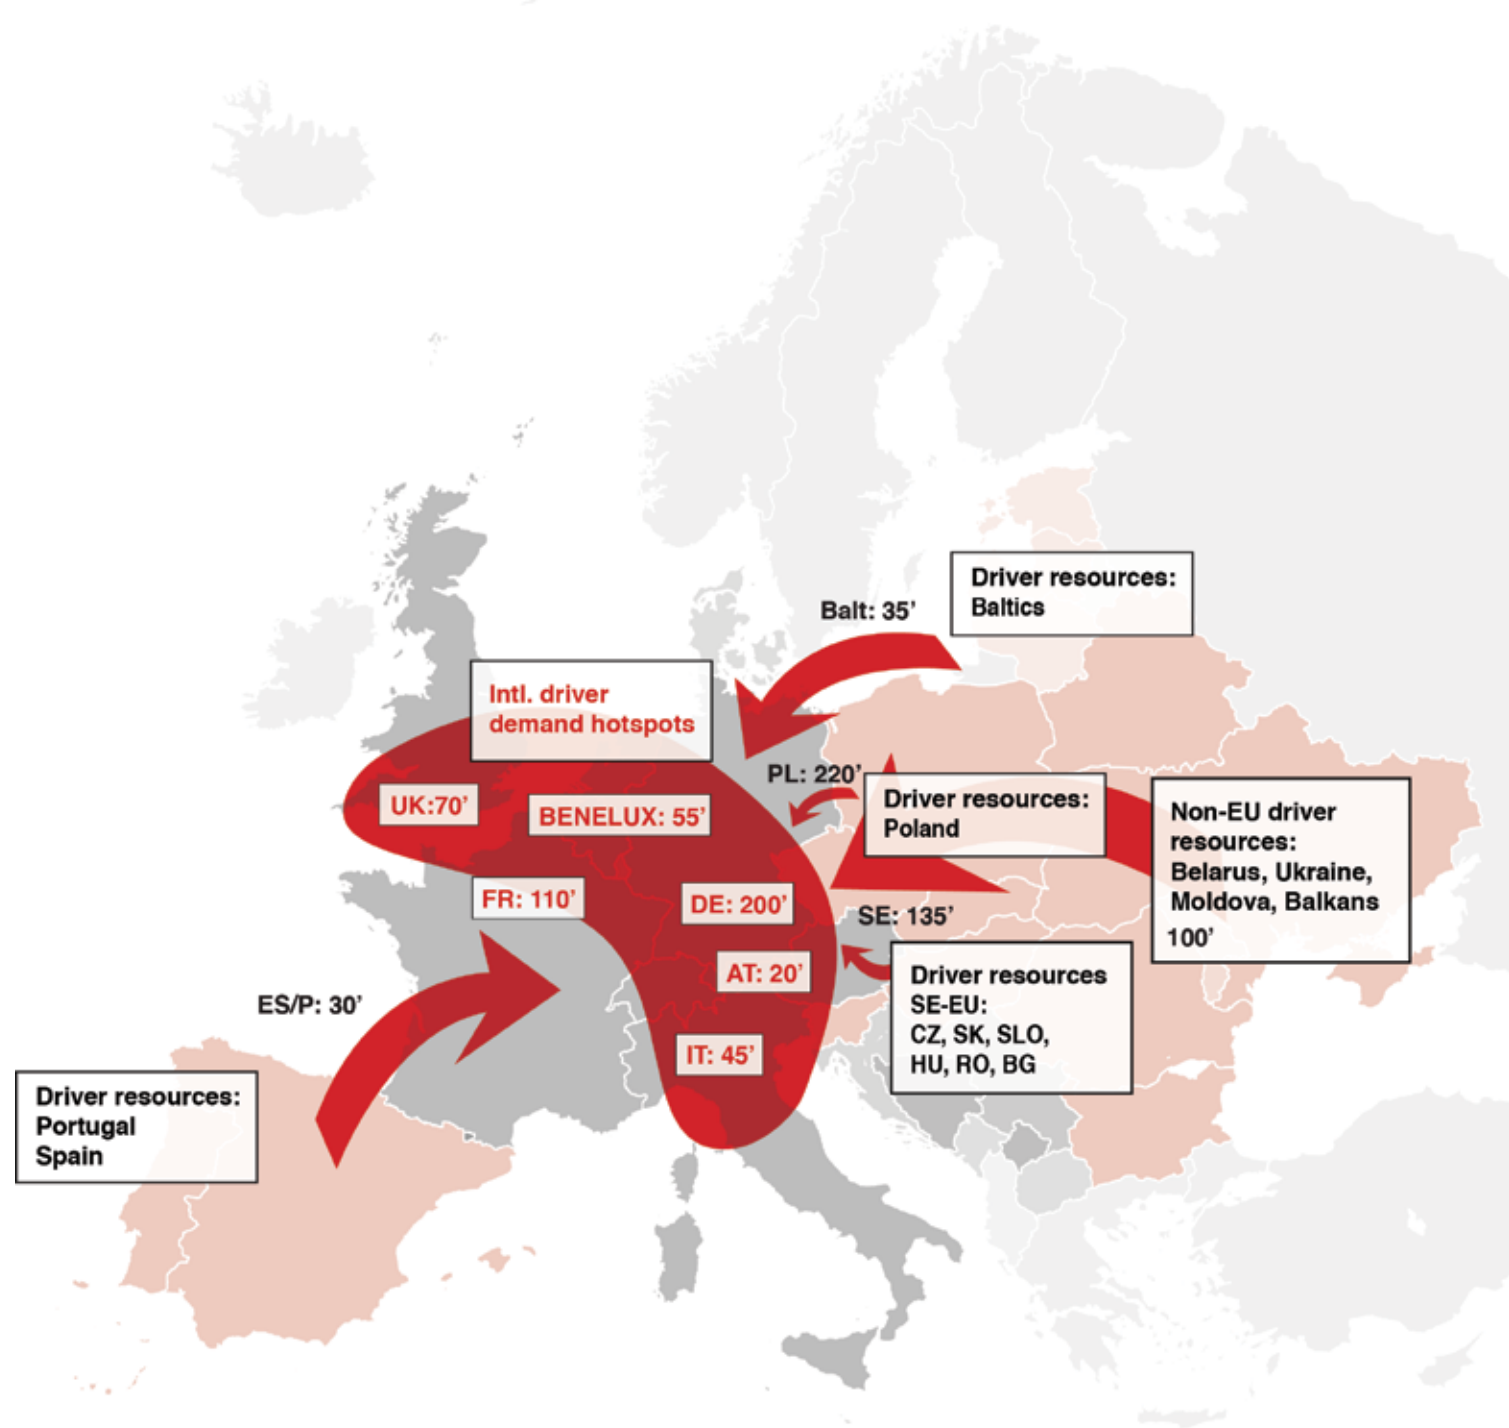 Driver resources:
Baltics
Balt: 35’
Intl. driver
demand hotspots
PL: 220’
Driver resources:
Poland
Non-EU driver
resources:
Belarus, Ukraine,
Moldova, Balkans
100’
UK:70’
BENELUX: 55’
FR: 110’
DE: 200’
SE: 135’
AT: 20’
Driver resources
SE-EU:
CZ, SK, SLO,
HU, RO, BG
ES/P: 30’
IT: 45’
Driver resources:
Portugal
Spain